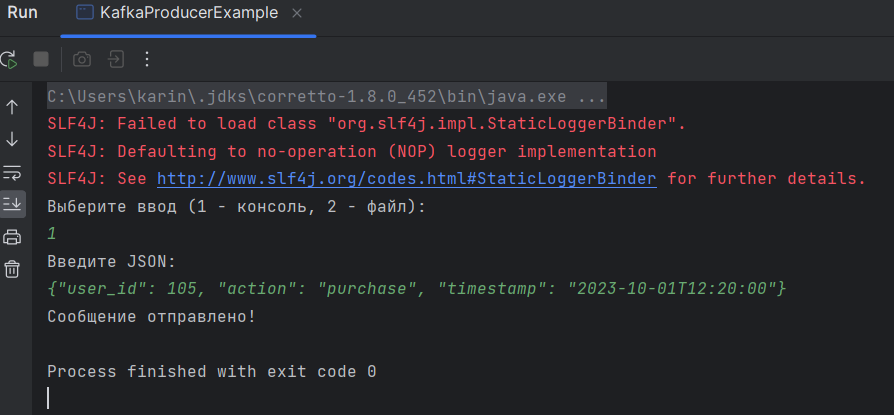 Run KafkaProducerExample
C:\Users\karin\.jdks\corretto-1.8.0_452\bin\java.exe ...
SLF4J: Failed to load class "org.slf4j.impl.StaticLoggerBinder".
SLF4J: Defaulting to no-operation (NOP) logger implementation
SLF4J: See http://www.slf4j.org/codes.html#StaticLoggerBinder for further details.
Выберите ввод (1 - консоль, 2 - файл):
1
Введите JSON:
{"user_id": 105, "action": "purchase", "timestamp": "2023-10-01T12:20:00"}
Сообщение отправлено!
Process finished with exit code 0